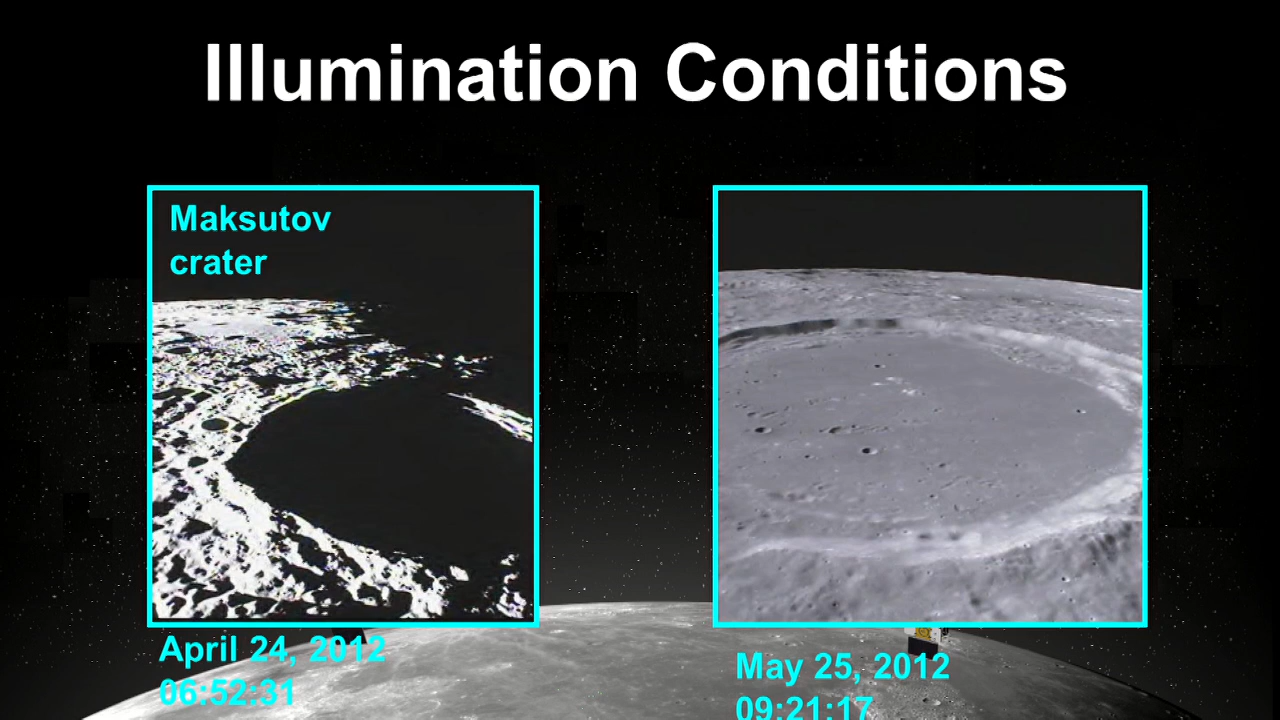 Illumination Conditions
Maksutov
crater
April 24, 2012
06:52:31
May 25, 2012
09:21:17